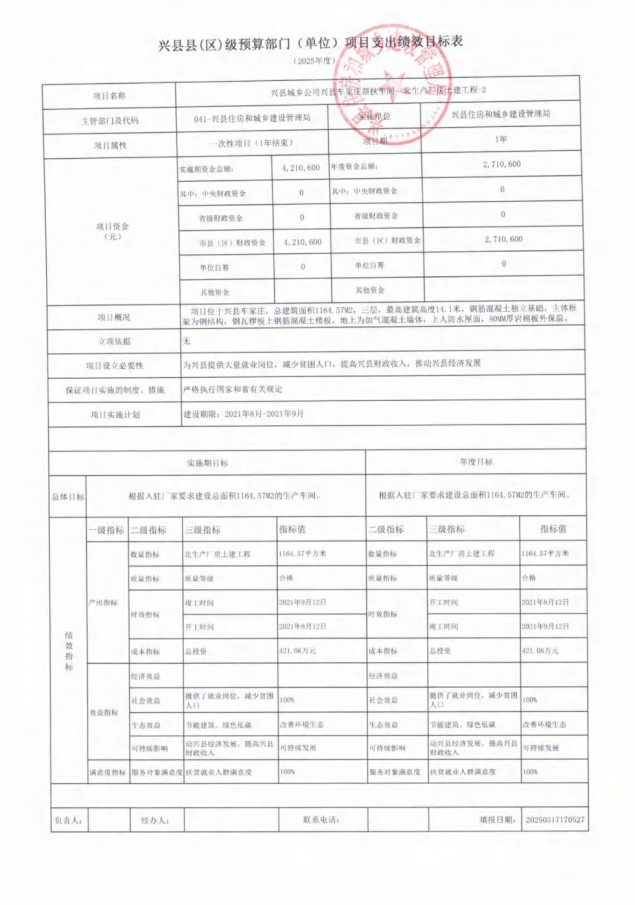 兴县县(区)级预算部门（单位）项目支出绩效目标表
（2025年度）
项目名称 兴县城乡公司兴县车家庄帮扶车间一北生产厂房土建工程-2
主管部门及代码 041-兴县住房和城乡建设管理局 实施单位 兴县住房和城乡建设管理局
项目属性 一次性项目（1年结束） 项目期 1年
项目资金
（元）
实施期资金总额： 4,210,600 年度资金总额： 2,710,600
其中：中央财政资金 0 其中：中央财政资金 0
省级财政资金 0 省级财政资金 0
市县（区）财政资金 4,210,600 市县（区）财政资金 2,710,600
单位自筹 0 单位自筹 0
其他资金 其他资金
项目概况
项目位于兴县车家庄，总建筑面积1164.57M2，三层，最高建筑高度14.1米，钢筋混凝土独立基础，主体框
架为钢结构，钢瓦椤板上钢筋混凝土楼板，地上为加气混凝土墙体，上人防水屋面，80MM厚岩棉板外保温。
立项依据 无
项目设立必要性 为兴县提供大量就业岗位，减少贫困人口，提高兴县财政收入，推动兴县经济发展
保证项目实施的制度、措施 严格执行国家和省有关规定
项目实施计划 建设期限：2021年8月-2021年9月
实施期目标 年度目标
总体目标 根据入驻厂家要求建设总面积1164.57M2的生产车间。 根据入驻厂家要求建设总面积1164.57M2的生产车间。
绩效指标
一级指标 二级指标 三级指标 指标值 二级指标 三级指标 指标值
产出指标
数量指标 北生产厂房土建工程 1164.57平方米 数量指标 北生产厂房土建工程 1164.57平方米
质量指标 质量等级 合格 质量指标 质量等级 合格
时效指标 竣工时间 2021年9月12日 时效指标 开工时间 2021年8月12日
开工时间 2021年8月12日 竣工时间 2021年9月12日
成本指标 总投资 421.06万元 成本指标 总投资 421.06万元
效益指标
经济效益 经济效益
社会效益 提供了就业岗位，减少贫困人口 100% 社会效益 提供了就业岗位，减少贫困人口 100%
生态效益 节能建筑、绿色低碳 改善环境生态 生态效益 节能建筑、绿色低碳 改善环境生态
可持续影响 动兴县经济发展，提高兴县财政收入 可持续发展 可持续影响 动兴县经济发展，提高兴县财政收入 可持续发展
满意度指标 服务对象满意度 扶贫就业人群满意度 100% 服务对象满意度 扶贫就业人群满意度 100%
负责人： 经办人： 联系电话： 填报日期： 20250317170527